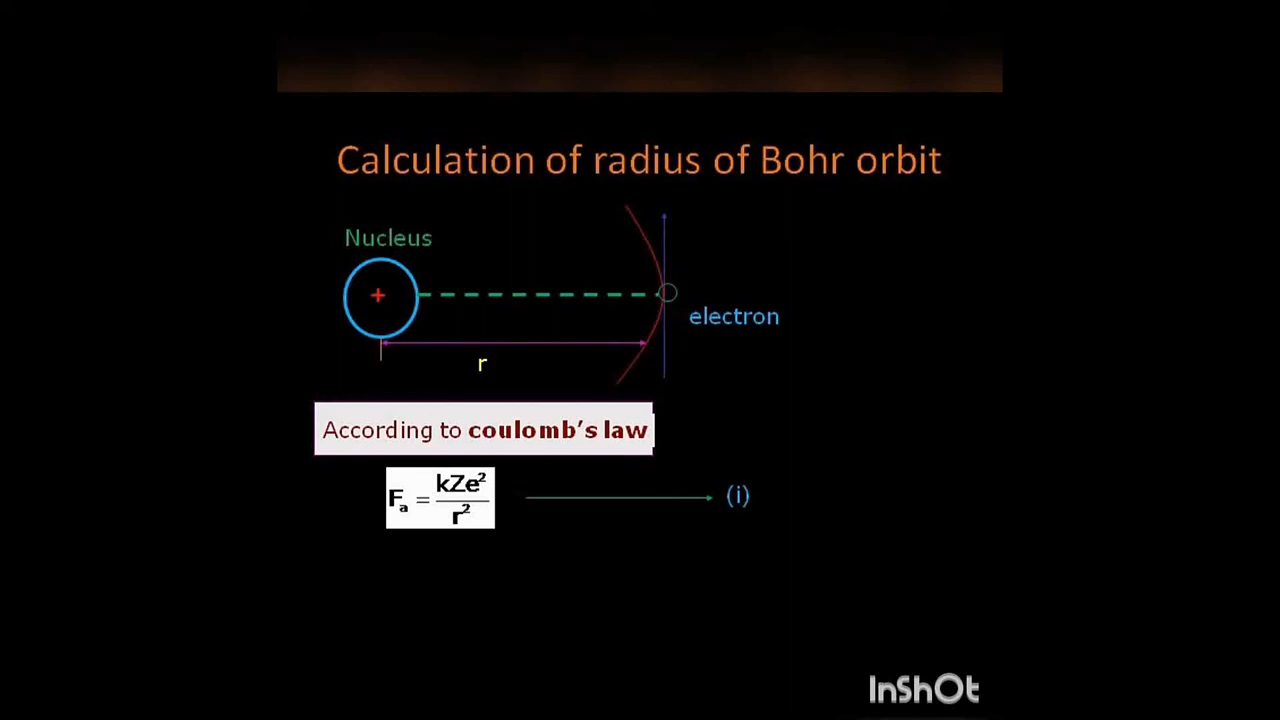 Calculation of radius of Bohr orbit
Nucleus
+
electron
r
According to coulomb's law
Fₐ = kZe² / r²
(i)
InShOt